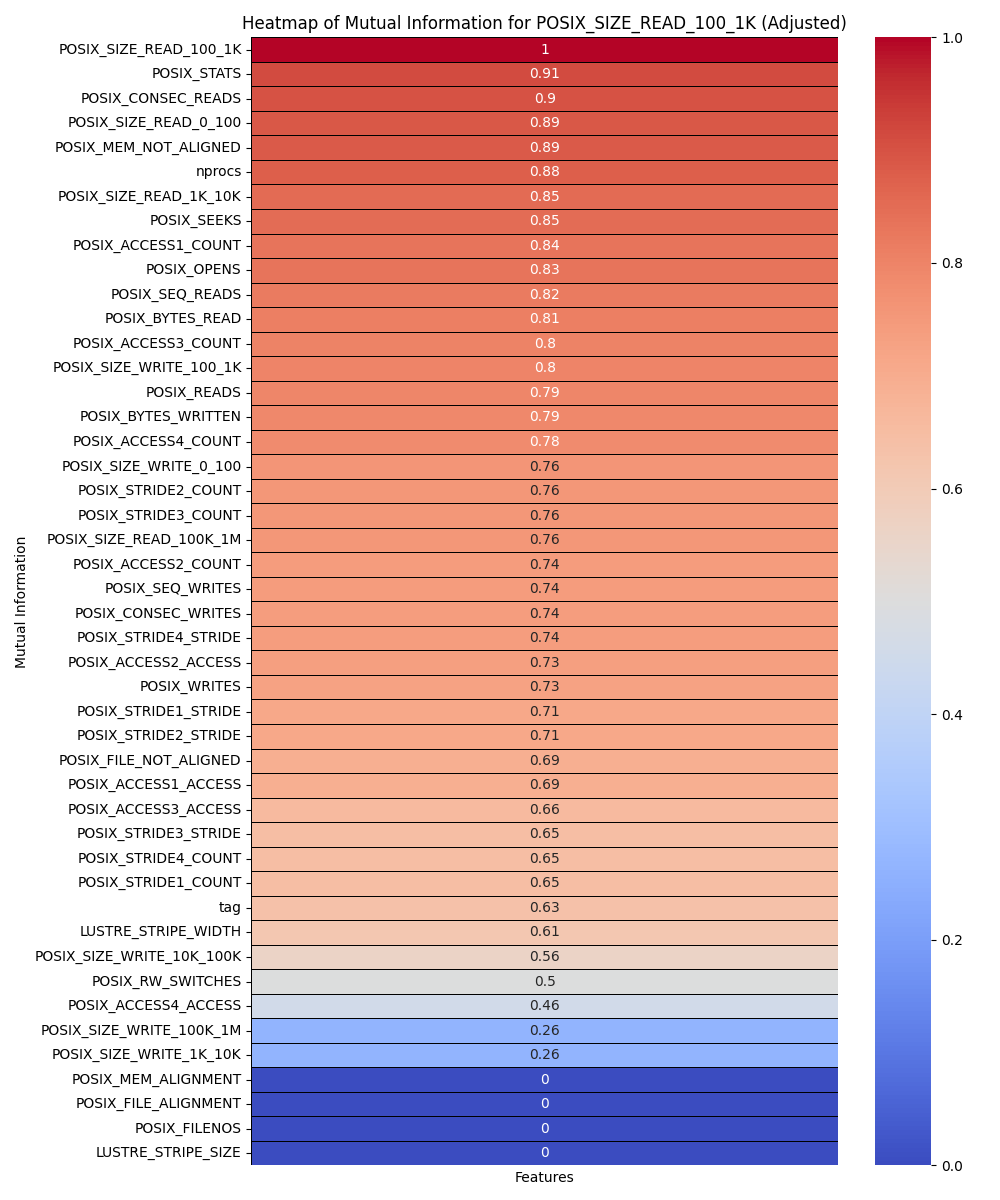 Heatmap of Mutual Information for POSIX_SIZE_READ_100_1K (Adjusted)
POSIX_SIZE_READ_100_1K 1
POSIX_STATS 0.91
POSIX_CONSEC_READS 0.9
POSIX_SIZE_READ_0_100 0.89
POSIX_MEM_NOT_ALIGNED 0.89
nprocs 0.88
POSIX_SIZE_READ_1K_10K 0.85
POSIX_SEEKS 0.85
POSIX_ACCESS1_COUNT 0.84
POSIX_OPENS 0.83
POSIX_SEQ_READS 0.82
POSIX_BYTES_READ 0.81
POSIX_ACCESS3_COUNT 0.8
POSIX_SIZE_WRITE_100_1K 0.8
POSIX_READS 0.79
POSIX_BYTES_WRITTEN 0.79
POSIX_ACCESS4_COUNT 0.78
POSIX_SIZE_WRITE_0_100 0.76
POSIX_STRIDE2_COUNT 0.76
POSIX_STRIDE3_COUNT 0.76
POSIX_SIZE_READ_100K_1M 0.76
POSIX_ACCESS2_COUNT 0.74
POSIX_SEQ_WRITES 0.74
POSIX_CONSEC_WRITES 0.74
POSIX_STRIDE4_STRIDE 0.74
POSIX_ACCESS2_ACCESS 0.73
POSIX_WRITES 0.73
POSIX_STRIDE1_STRIDE 0.71
POSIX_STRIDE2_STRIDE 0.71
POSIX_FILE_NOT_ALIGNED 0.69
POSIX_ACCESS1_ACCESS 0.69
POSIX_ACCESS3_ACCESS 0.66
POSIX_STRIDE3_STRIDE 0.65
POSIX_STRIDE4_COUNT 0.65
POSIX_STRIDE1_COUNT 0.65
tag 0.63
LUSTRE_STRIPE_WIDTH 0.61
POSIX_SIZE_WRITE_10K_100K 0.56
POSIX_RW_SWITCHES 0.5
POSIX_ACCESS4_ACCESS 0.46
POSIX_SIZE_WRITE_100K_1M 0.26
POSIX_SIZE_WRITE_1K_10K 0.26
POSIX_MEM_ALIGNMENT 0
POSIX_FILE_ALIGNMENT 0
POSIX_FILENOS 0
LUSTRE_STRIPE_SIZE 0
Mutual Information
Features
1.0
0.8
0.6
0.4
0.2
0.0